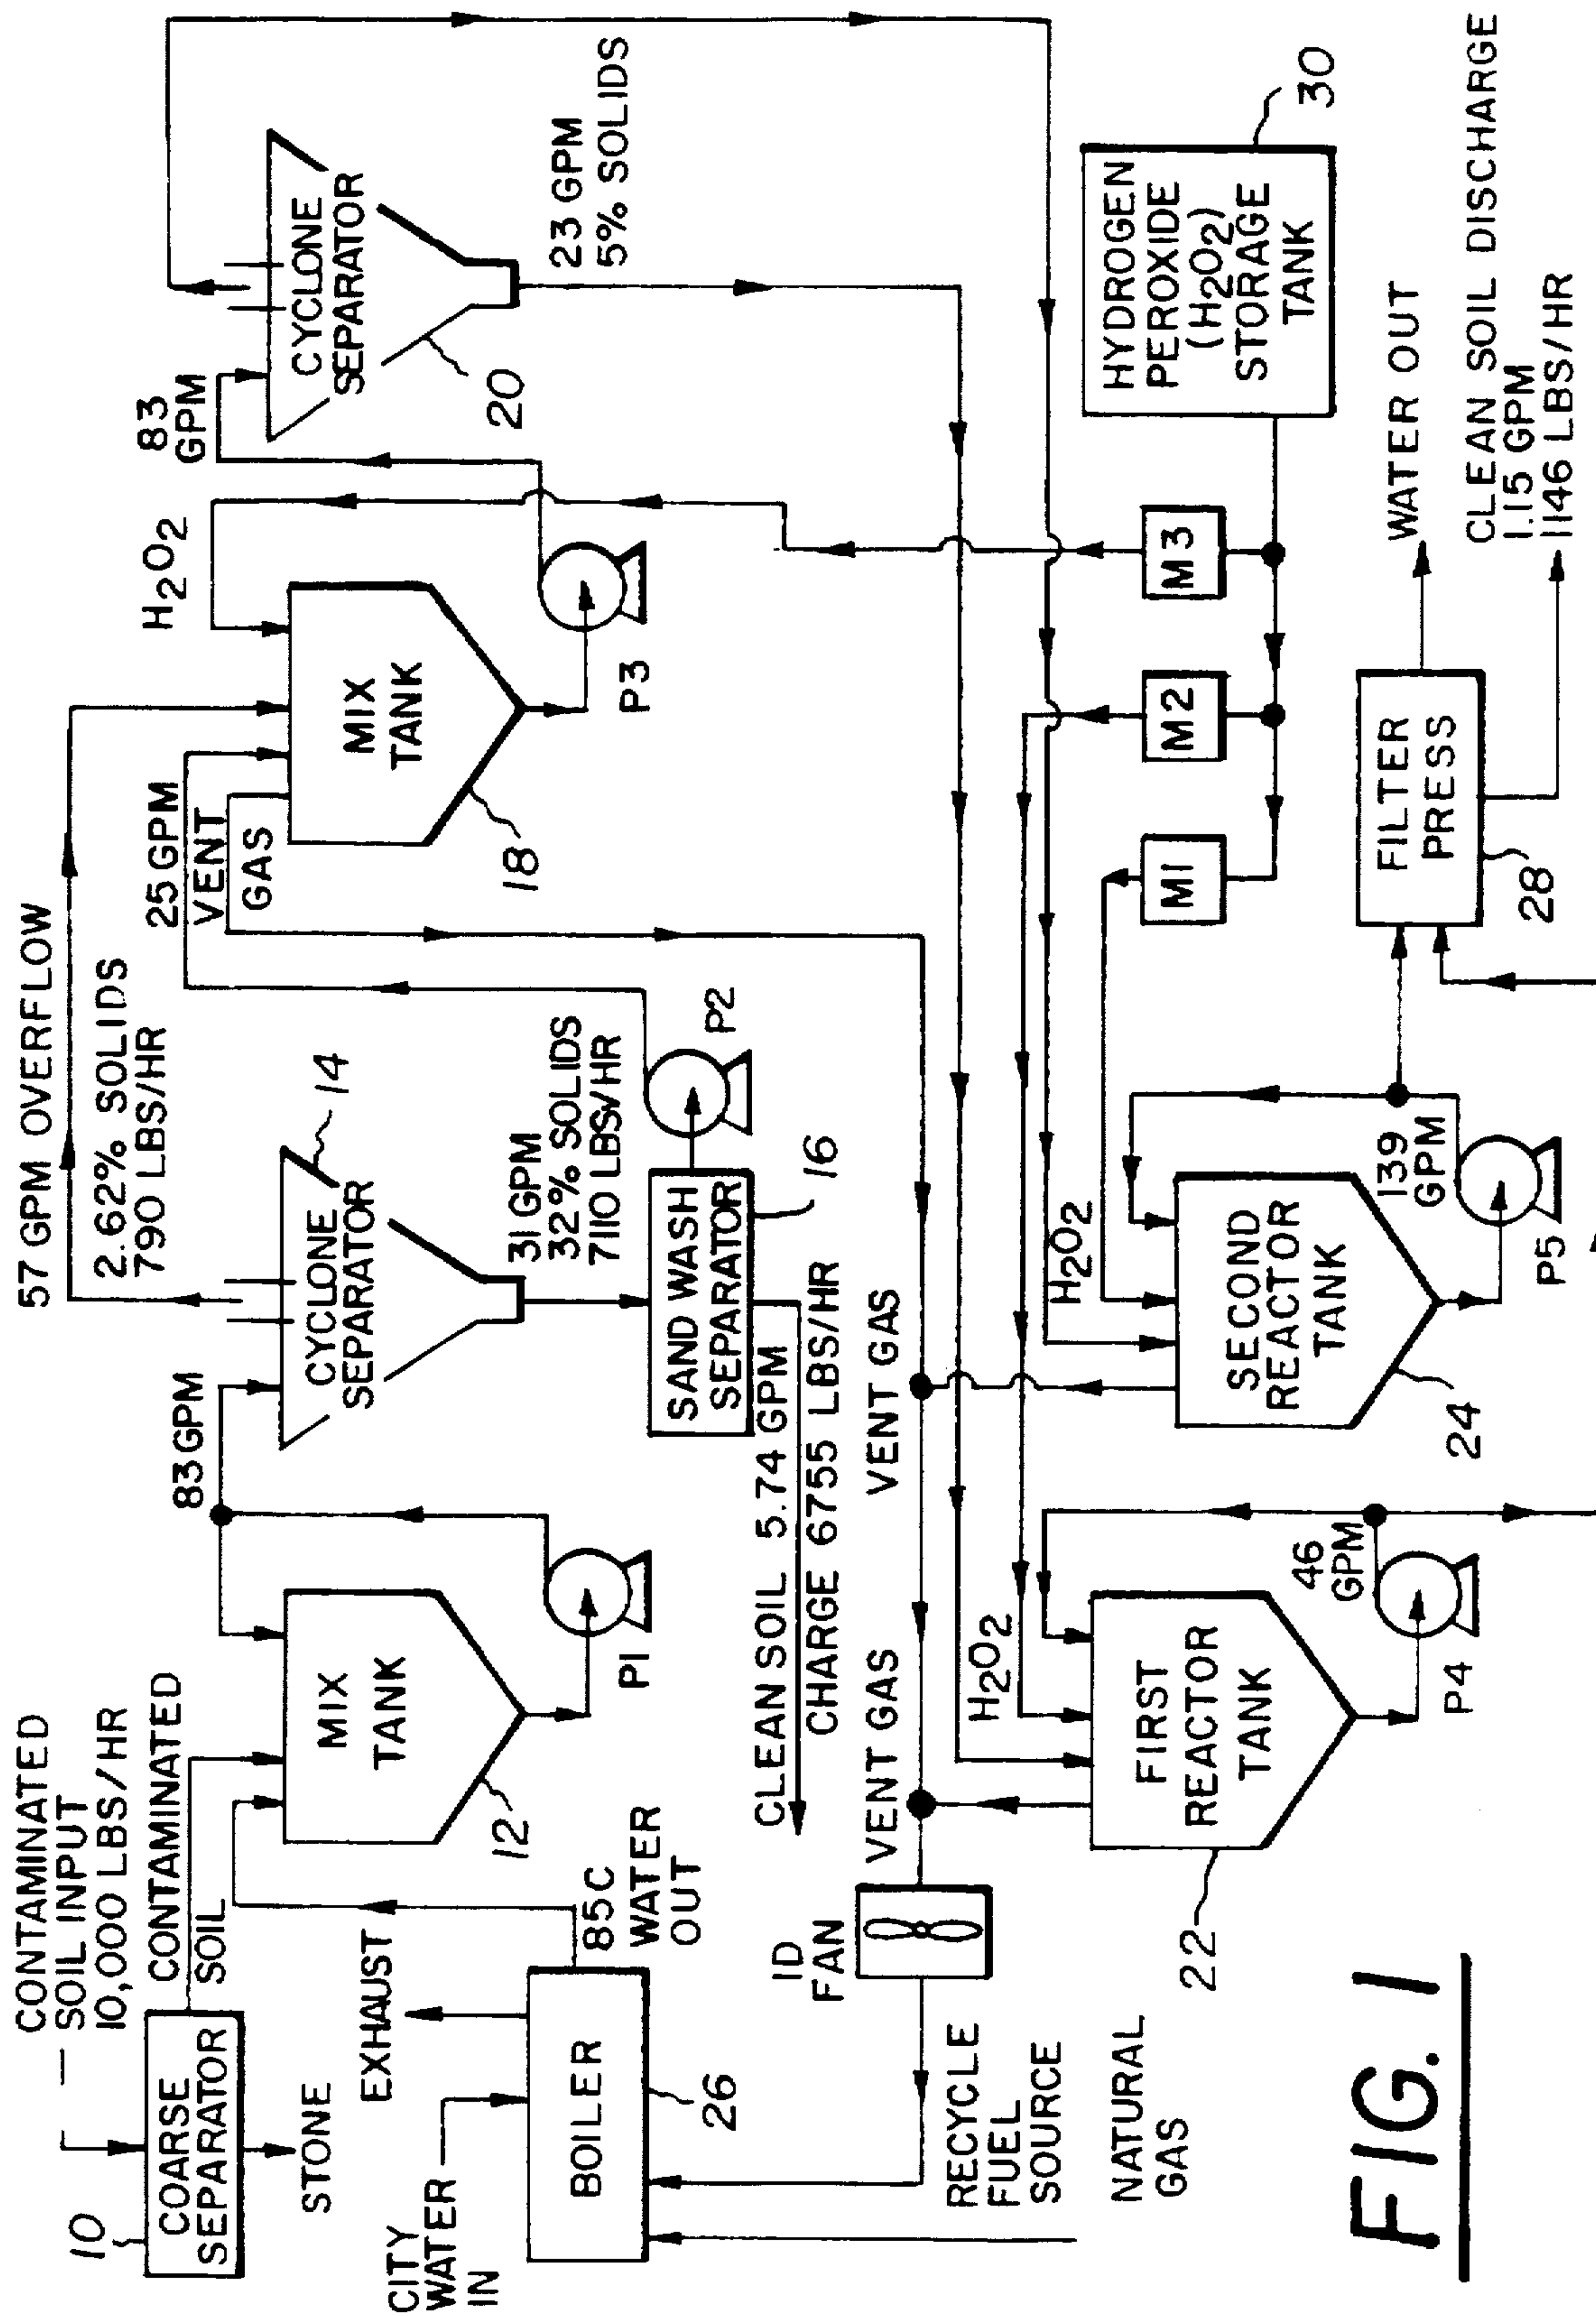 CONTAMINATED
SOIL INPUT
10,000 LBS/HR
CONTAMINATED
SOIL
10
COARSE
SEPARATOR
STONE
EXHAUST
CITY
WATER
IN
BOILER
26
85C
WATER
OUT
MIX
TANK
12
P1
83 GPM
57 GPM OVERFLOW
2.62% SOLIDS
790 LBS/HR
CYCLONE
SEPARATOR
14
31 GPM
32% SOLIDS
7110 LBS/HR
SAND WASH
SEPARATOR
16
P2
CLEAN SOIL 5.74 GPM
CHARGE 6755 LBS/HR
25 GPM
VENT
GAS
H2O2
MIX
TANK
18
P3
83
GPM
CYCLONE
SEPARATOR
20
23 GPM
5% SOLIDS
ID
FAN
VENT GAS
VENT GAS
RECYCLE
FUEL
SOURCE
NATURAL
GAS
H2O2
FIRST
REACTOR
TANK
22
46
GPM
P4
H2O2
SECOND
REACTOR
TANK
24
139
GPM
P5
M1
M2
M3
HYDROGEN
PEROXIDE
(H2O2)
STORAGE
TANK
30
FILTER
PRESS
28
WATER OUT
CLEAN SOIL DISCHARGE
1.15 GPM
1146 LBS/HR
FIG. 1